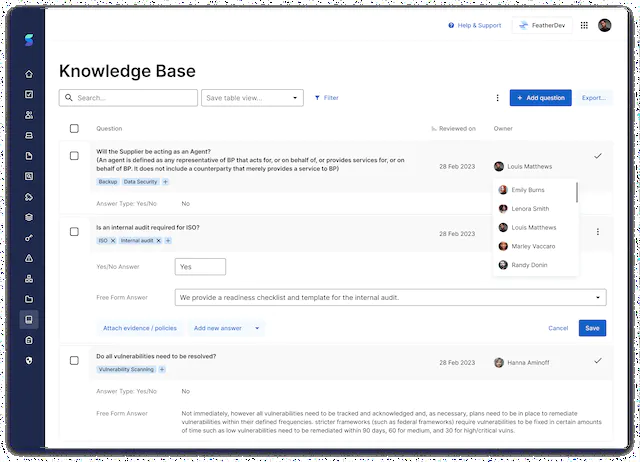 Help & Support
FeatherDev
Knowledge Base
Search...
Save table view...
Filter
Add question
Export...
Question
Reviewed on
Owner
Will the Supplier be acting as an Agent?
(An agent is defined as any representative of BP that acts for, or on behalf of, or provides services for, or on
behalf of BP. It does not include a counterparty that merely provides a service to BP)
28 Feb 2023
Louis Matthews
Backup
Data Security
+
Answer Type: Yes/No
No
Emily Burns
Lenora Smith
Louis Matthews
Marley Vaccaro
Randy Donin
Is an internal audit required for ISO?
28 Feb 2023
ISO X
Internal audit X
+
Yes/No Answer
Yes
Free Form Answer
We provide a readiness checklist and template for the internal audit.
Attach evidence / policies
Add new answer
Cancel
Save
Do all vulnerabilities need to be resolved?
28 Feb 2023
Hanna Aminoff
Vulnerability Scanning
+
Answer Type: Yes/No
No
Free Form Answer
Not immediately, however all vulnerabilities need to be tracked and acknowledged and, as necessary, plans need to be in place to remediate
vulnerabilities within their defined frequencies. stricter frameworks (such as federal frameworks) require vulnerabilities to be fixed in certain amounts
of time such as low vulnerabilities need to be remediated within 90 days, 60 for medium, and 30 for high/critical vulns.